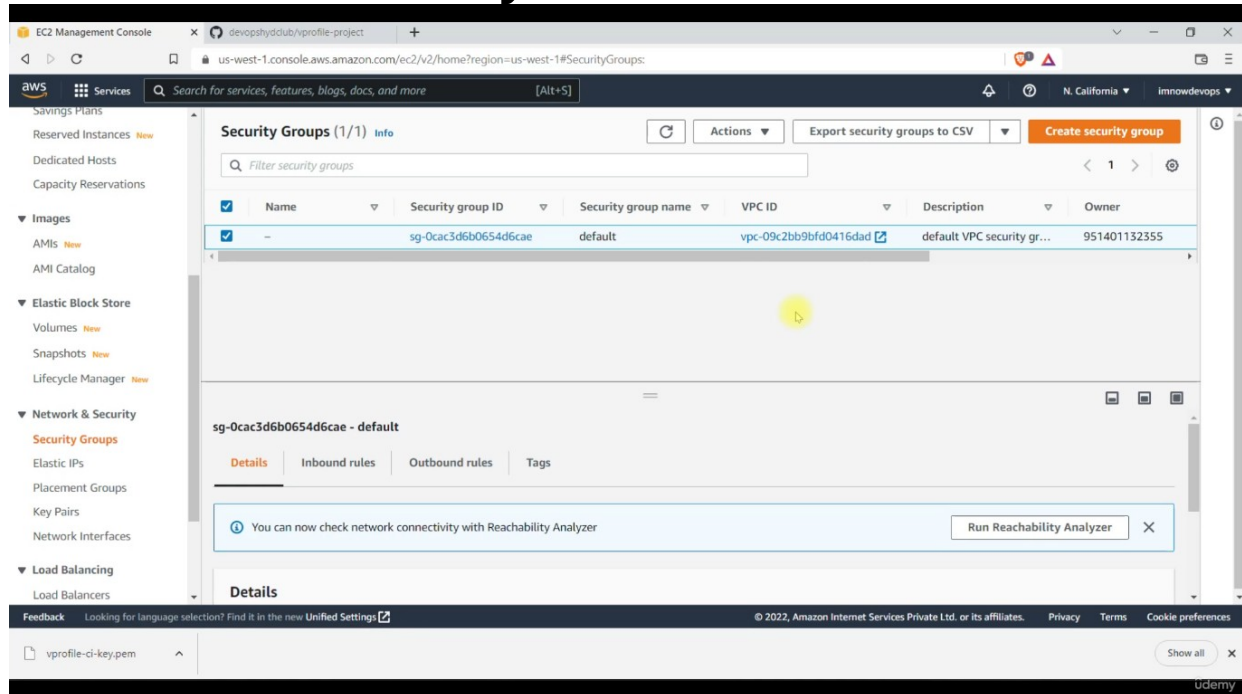 EC2 Management Console
devopshydclub/vprofile-project
us-west-1.console.aws.amazon.com/ec2/v2/home?region=us-west-1#SecurityGroups:
aws Services Search for services, features, blogs, docs, and more [Alt+S] N. California ▼ imnowdevops ▼
Savings Plans
Reserved Instances New
Dedicated Hosts
Capacity Reservations
▼ Images
AMIs New
AMI Catalog
▼ Elastic Block Store
Volumes New
Snapshots New
Lifecycle Manager New
▼ Network & Security
Security Groups
Elastic IPs
Placement Groups
Key Pairs
Network Interfaces
▼ Load Balancing
Load Balancers
Security Groups (1/1) Info
Actions ▼ Export security groups to CSV ▼ Create security group
Filter security groups
1
Name Security group ID Security group name VPC ID Description Owner
– sg-0cac3d6b0654d6cae default vpc-09c2bb9bfd0416dad default VPC security gr... 951401132355
sg-0cac3d6b0654d6cae - default
Details Inbound rules Outbound rules Tags
You can now check network connectivity with Reachability Analyzer Run Reachability Analyzer
Details
Feedback Looking for language selection? Find it in the new Unified Settings © 2022, Amazon Internet Services Private Ltd. or its affiliates. Privacy Terms Cookie preferences
vprofile-ci-key.pem Show all
ûdemy